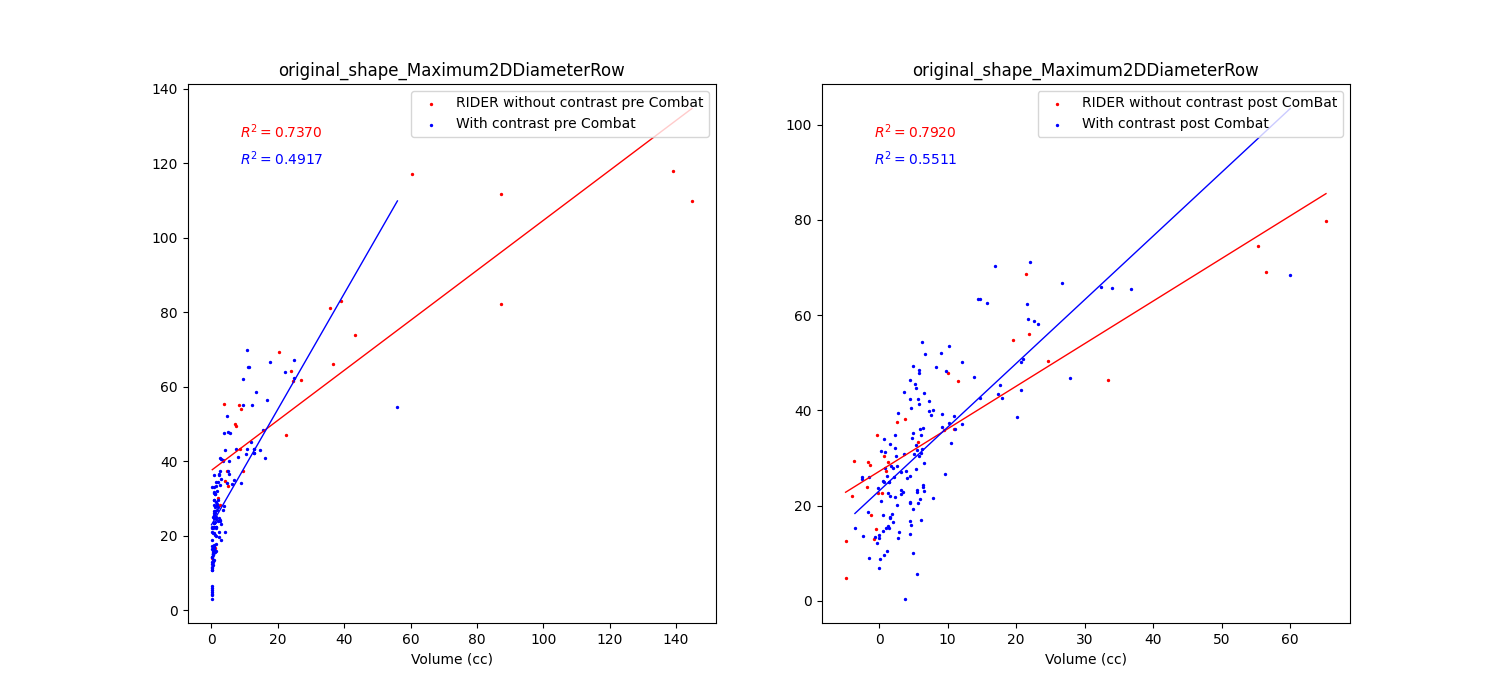 original_shape_Maximum2DDiameterRow
RIDER without contrast pre Combat
With contrast pre Combat
R² = 0.7370
R² = 0.4917
140
120
100
80
60
40
20
0
0 20 40 60 80 100 120 140
Volume (cc)
original_shape_Maximum2DDiameterRow
RIDER without contrast post ComBat
With contrast post Combat
R² = 0.7920
R² = 0.5511
100
80
60
40
20
0
0 10 20 30 40 50 60
Volume (cc)